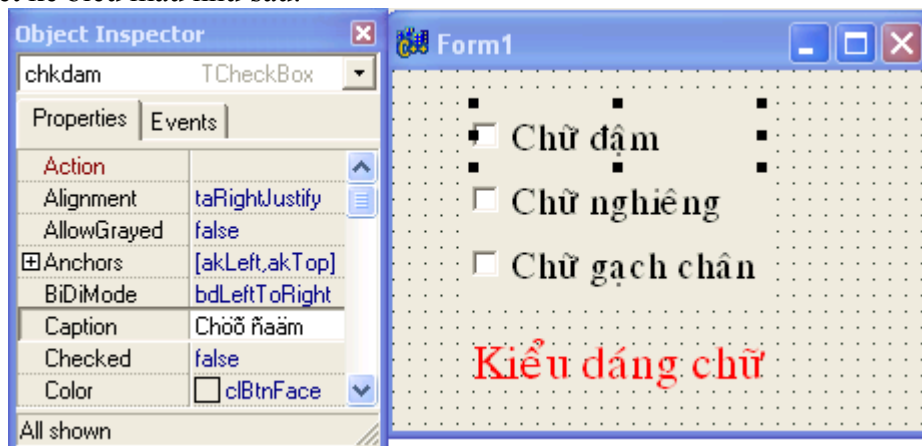 Object Inspector
chkdam TCheckBox
Properties Events
Action
Alignment taRightJustify
AllowGrayed false
Anchors [akLeft,akTop]
BiDiMode bdLeftToRight
Caption Chöõ ñaäm
Checked false
Color clBtnFace
All shown
Form1
Chữ đậm
Chữ nghiêng
Chữ gạch chân
Kiểu dáng chữ